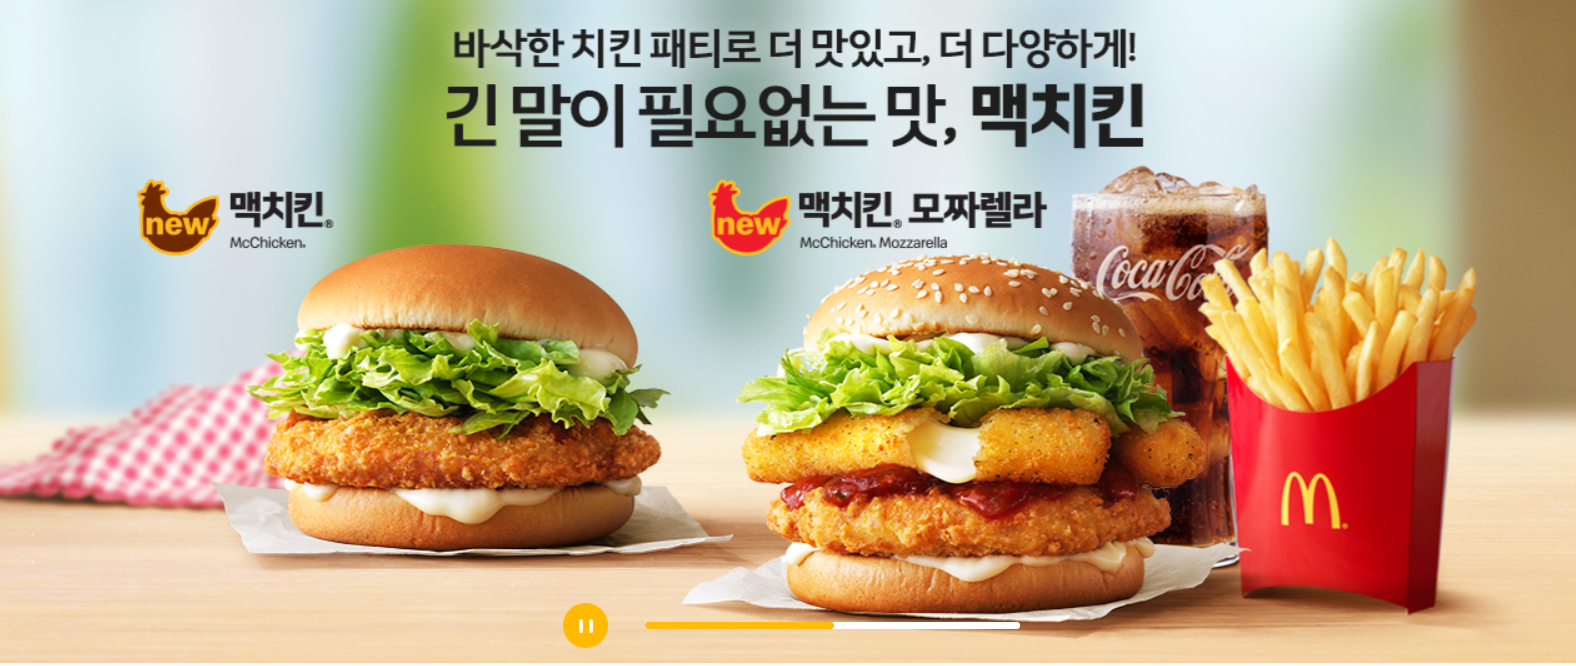 바삭한 치킨 패티로 더 맛있고, 더 다양하게!
긴 말이 필요없는 맛, 맥치킨
new 맥치킨®
McChicken®
new 맥치킨® 모짜렐라
McChicken® Mozzarella
Coca-Cola
M®